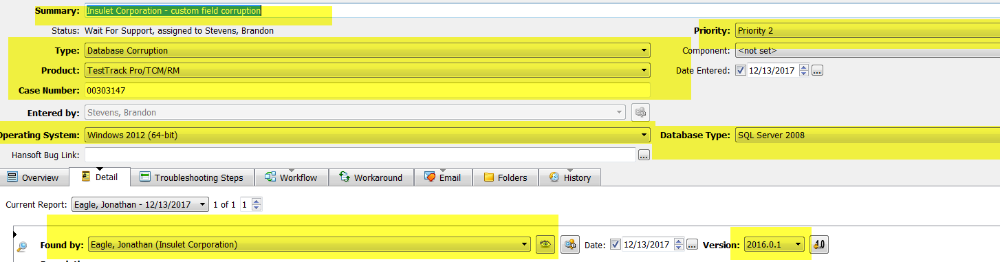 Summary: Insulet Corporation - custom field corruption
Status: Wait For Support, assigned to Stevens, Brandon Priority: Priority 2
Type: Database Corruption Component: <not set>
Product: TestTrack Pro/TCM/RM Date Entered: 12/13/2017 ...
Case Number: 00303147
Entered by: Stevens, Brandon
Operating System: Windows 2012 (64-bit) Database Type: SQL Server 2008
Hansoft Bug Link: ...
Overview Detail Troubleshooting Steps Workflow Workaround Email Folders History
Current Report: Eagle, Jonathan - 12/13/2017 1 of 1 1
Found by: Eagle, Jonathan (Insulet Corporation) Date: 12/13/2017 ... Version: 2016.0.1 1.0